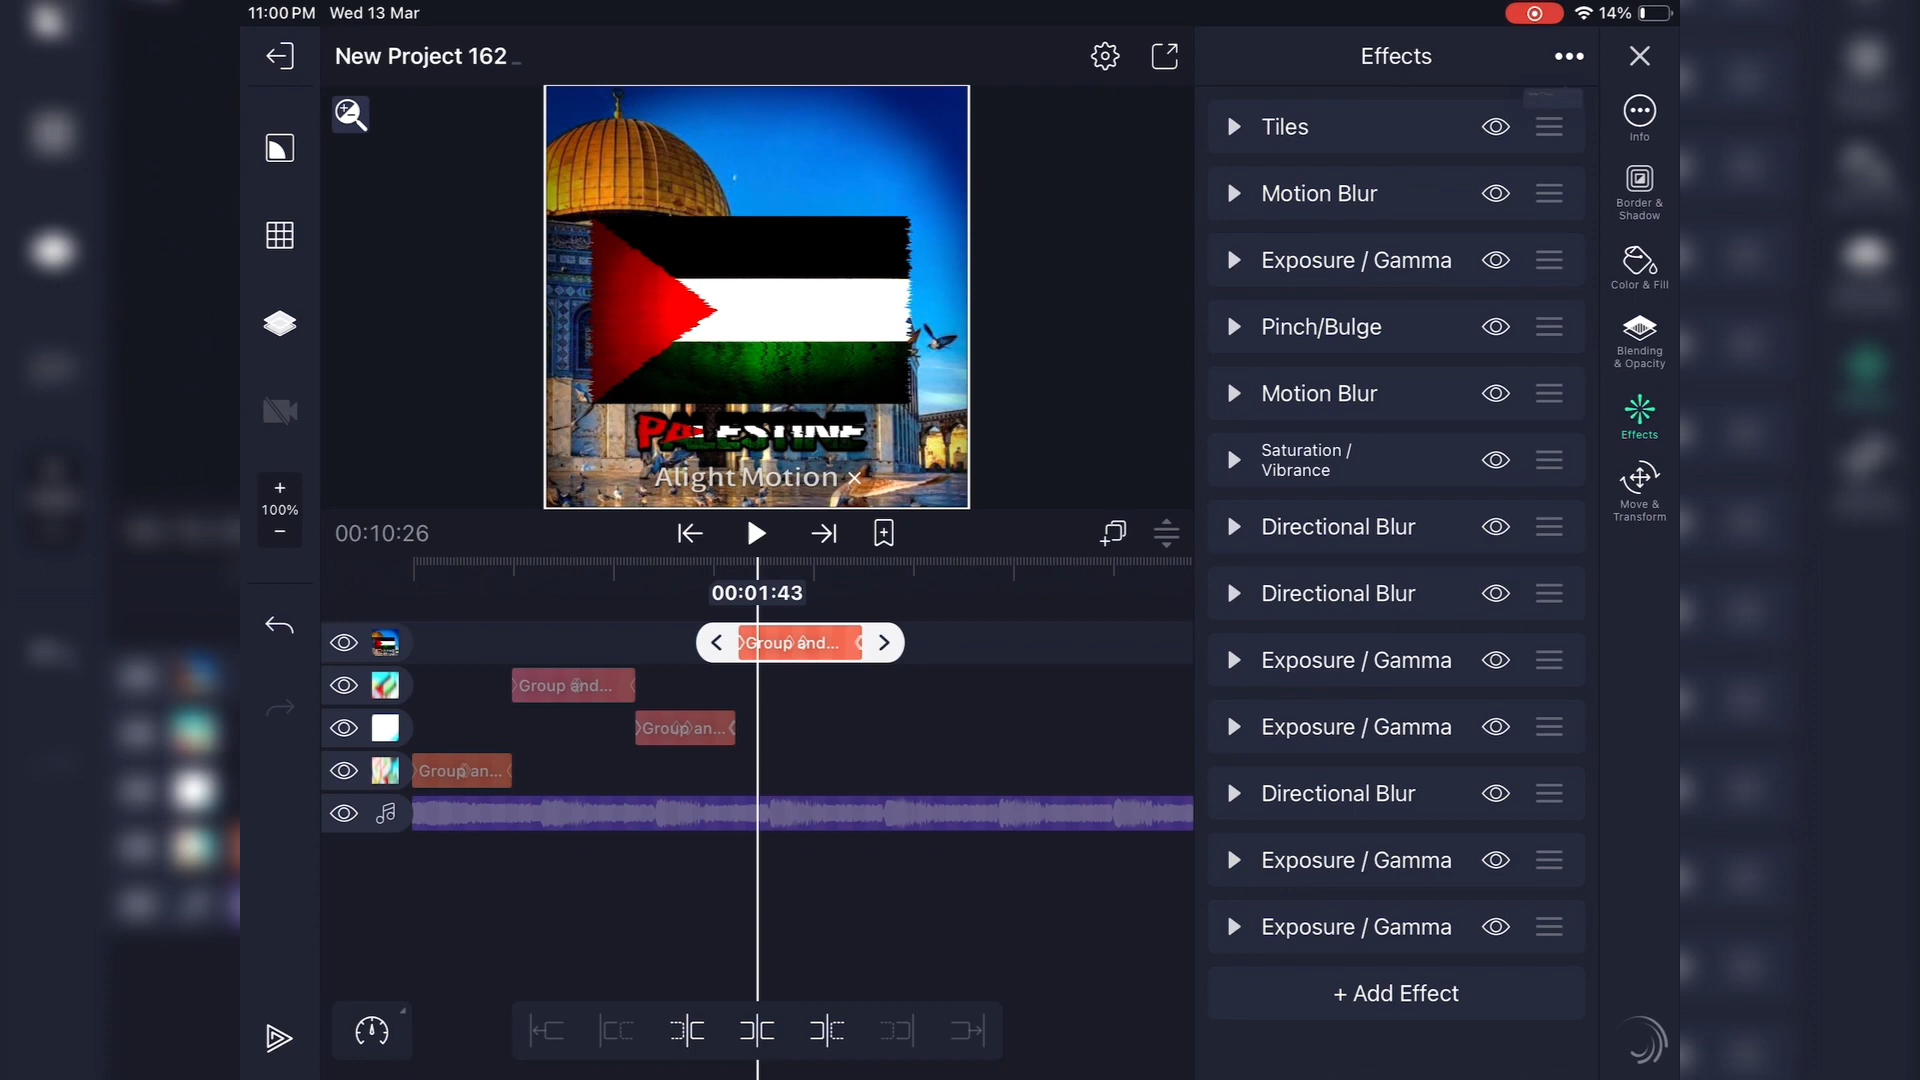 11:00 PM Wed 13 Mar
14%
New Project 162
Effects
Tiles
Motion Blur
Exposure / Gamma
Pinch/Bulge
Motion Blur
Saturation /
Vibrance
Directional Blur
Directional Blur
Exposure / Gamma
Exposure / Gamma
Directional Blur
Exposure / Gamma
Exposure / Gamma
+ Add Effect
Info
Border &
Shadow
Color & Fill
Blending
& Opacity
Effects
Move &
Transform
PALESTINE
Alight Motion ×
+
100%
−
00:10:26
00:01:43
Group and...
Group and...
Group an...
Group an...